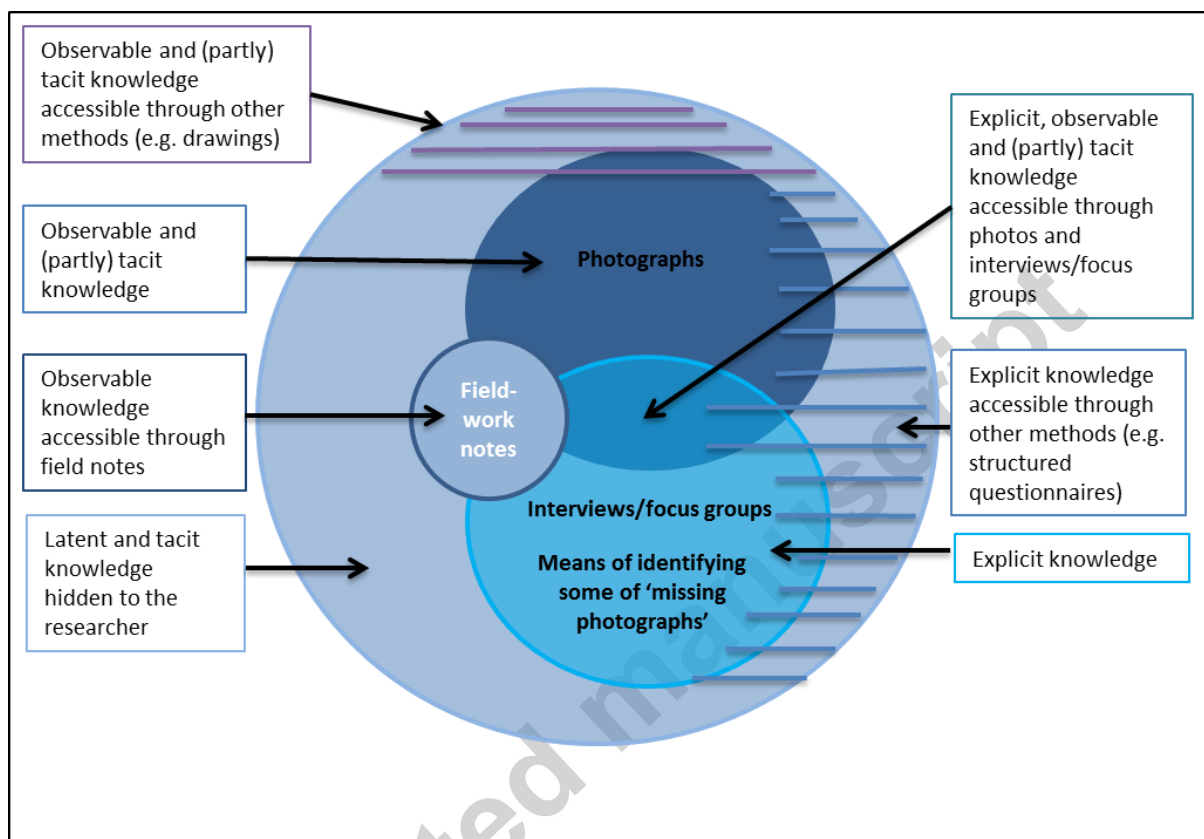 Observable and (partly)
tacit knowledge
accessible through other
methods (e.g. drawings)
Observable and
(partly) tacit
knowledge
Observable
knowledge
accessible through
field notes
Latent and tacit
knowledge
hidden to the
researcher
Photographs
Field-
work
notes
Interviews/focus groups
Means of identifying
some of ‘missing
photographs’
Explicit, observable
and (partly) tacit
knowledge
accessible through
photos and
interviews/focus
groups
Explicit knowledge
accessible through
other methods (e.g.
structured
questionnaires)
Explicit knowledge
ted manuscript